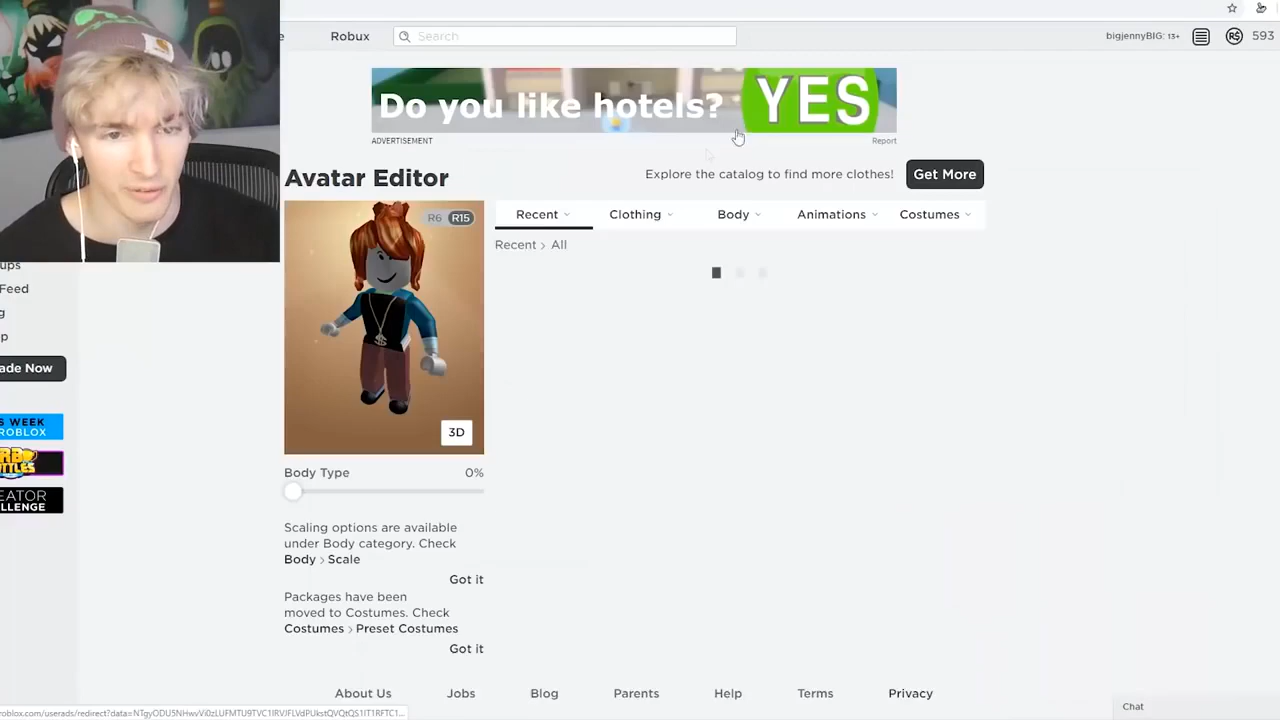 Robux
Search
bigjennyBIG: 13+
593
Do you like hotels? YES
ADVERTISEMENT
Report
Avatar Editor
Explore the catalog to find more clothes!
Get More
R6 R15
Recent
Clothing
Body
Animations
Costumes
Recent > All
3D
ups
Feed
g
p
ade Now
S WEEK
ROBLOX
RB
TTLES
EATOR
LLENGE
Body Type
0%
Scaling options are available
under Body category. Check
Body > Scale
Got it
Packages have been
moved to Costumes. Check
Costumes > Preset Costumes
Got it
About Us
Jobs
Blog
Parents
Help
Terms
Privacy
Chat